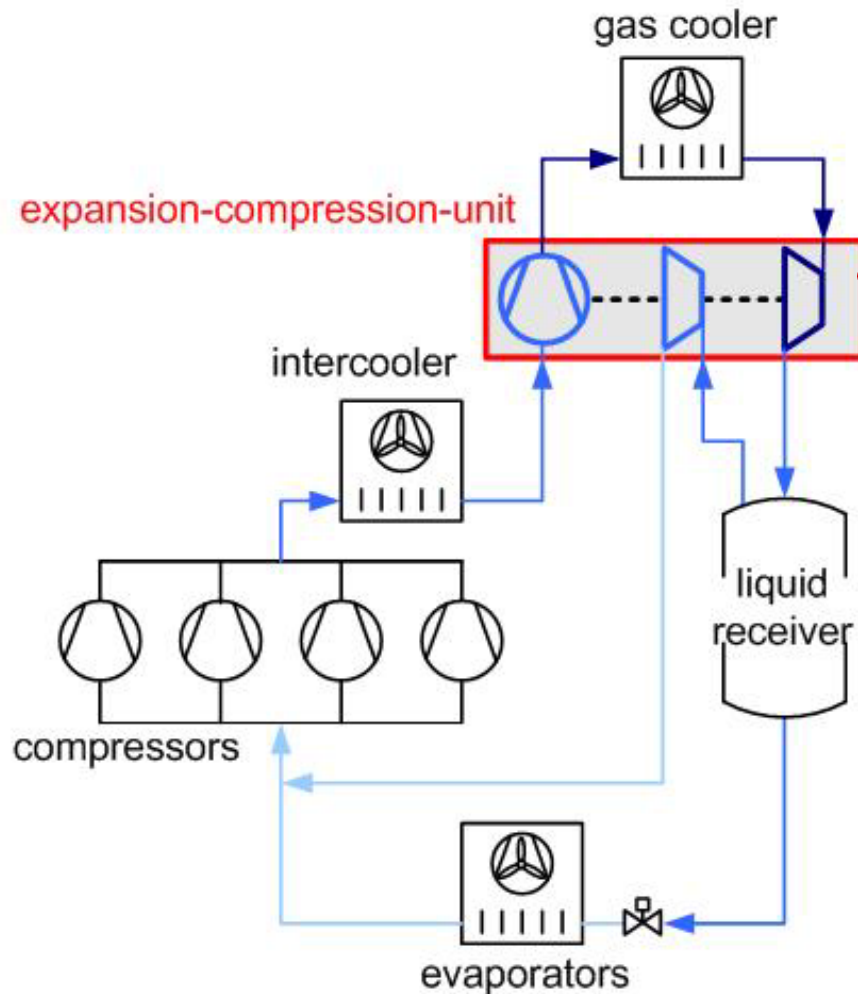 gas cooler
expansion-compression-unit
intercooler
liquid
receiver
compressors
evaporators